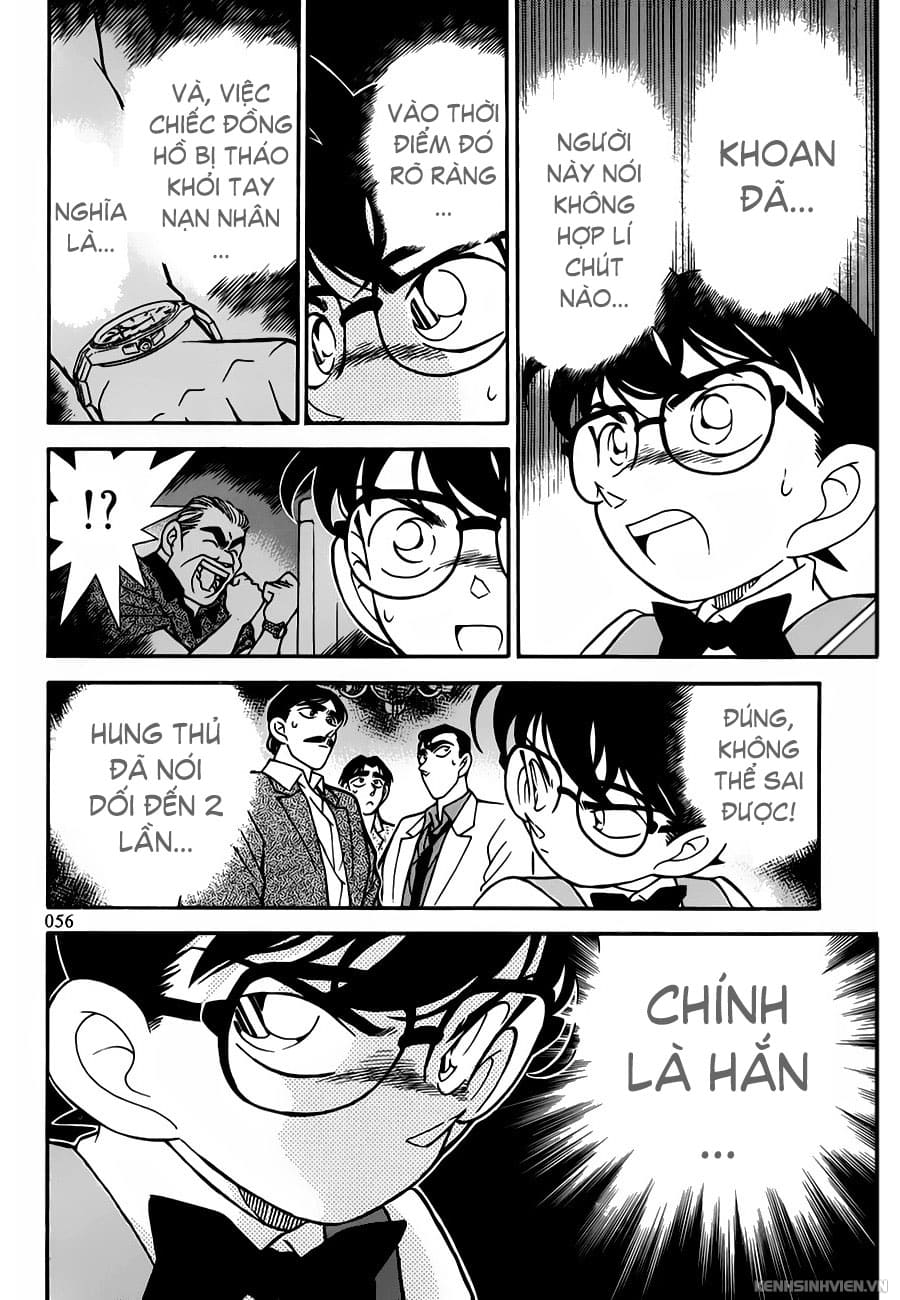 KHOAN
ĐÃ...
NGƯỜI
NÀY NÓI
KHÔNG
HỢP LÍ
CHÚT
NÀO...
VÀO THỜI
ĐIỂM ĐÓ
RÕ RÀNG
...
VÀ, VIỆC
CHIẾC ĐỒNG
HỒ BỊ THÁO
KHỎI TAY
NẠN NHÂN
...
NGHĨA
LÀ...
!?
ĐÚNG,
KHÔNG
THỂ SAI
ĐƯỢC!
HUNG THỦ
ĐÃ NÓI
DỐI ĐẾN 2
LẦN...
056
CHÍNH
LÀ HẮN
...
KENHSINHVIEN.VN